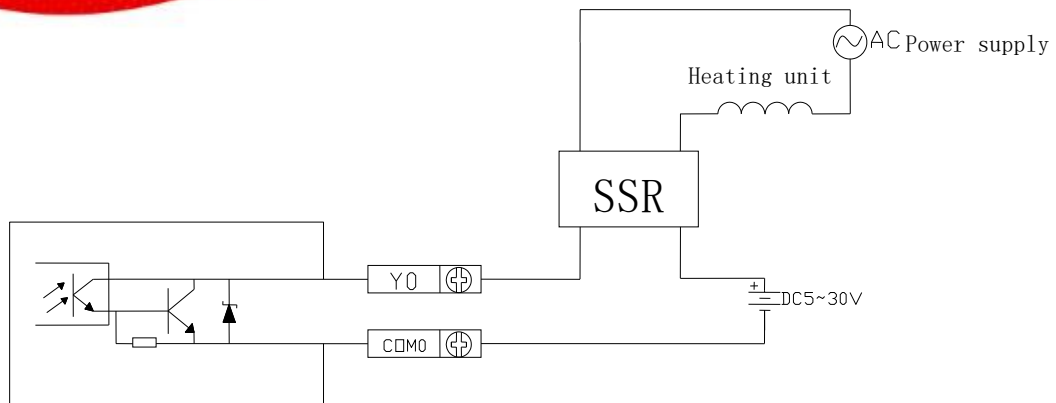 AC Power supply
Heating unit
SSR
Y0
+
DC5~30V
COM0